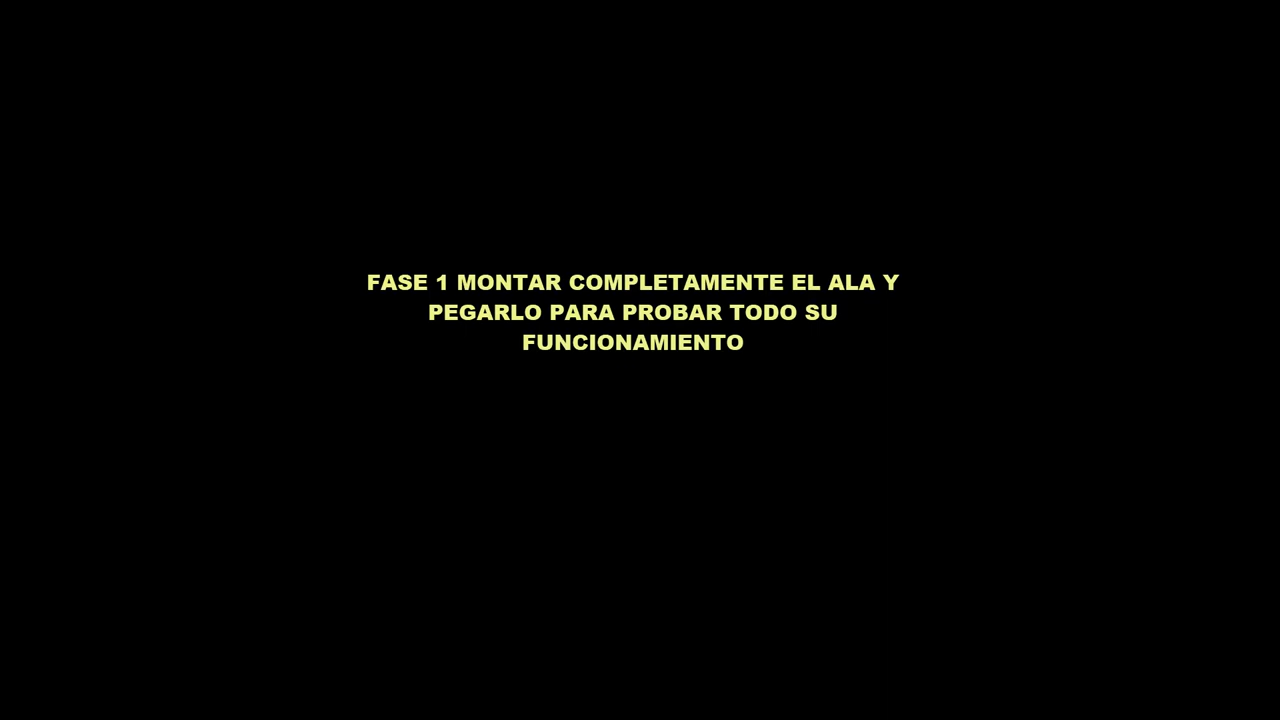 FASE 1 MONTAR COMPLETAMENTE EL ALA Y
PEGARLO PARA PROBAR TODO SU
FUNCIONAMIENTO